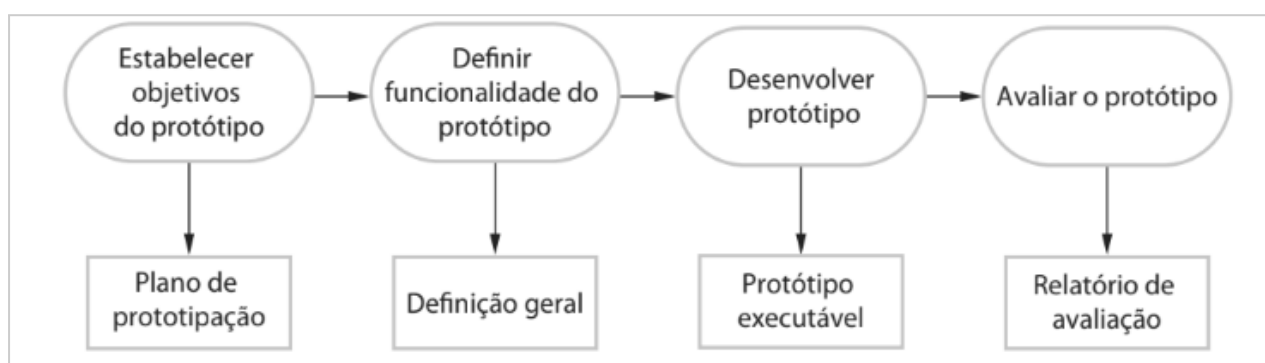 Estabelecer
objetivos
do protótipo
Definir
funcionalidade do
protótipo
Desenvolver
protótipo
Avaliar o protótipo
Plano de
prototipação
Definição geral
Protótipo
executável
Relatório de
avaliação